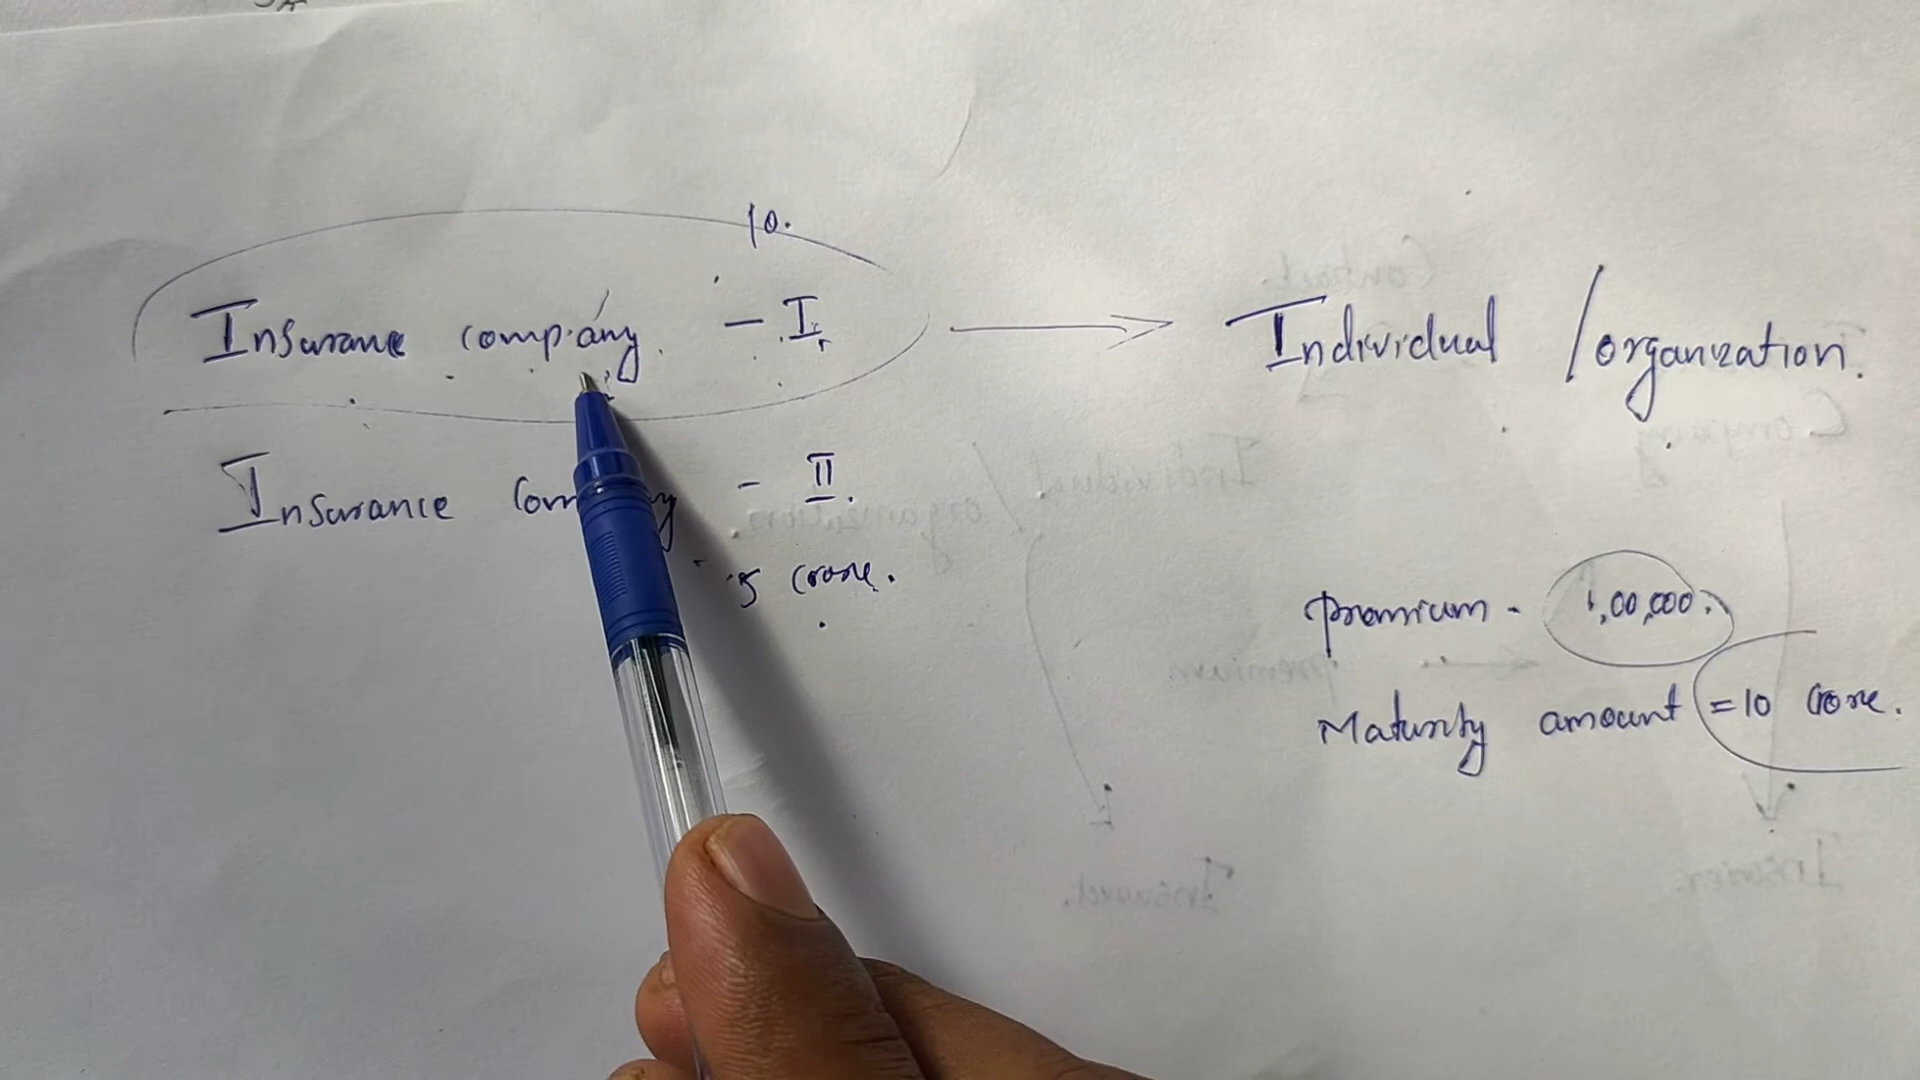 10.
Insurance company. - I
Individual /organization.
Insurance - II.
5 crore.
premium - 1,00,000.
Maturity amount = 10 crore.